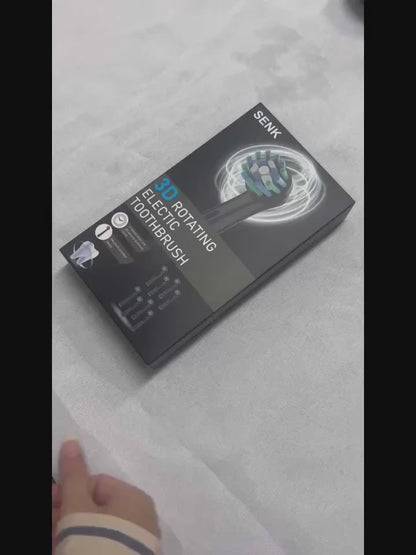 SENK
3D ROTATING
ELECTIC
TOOTHBRUSH